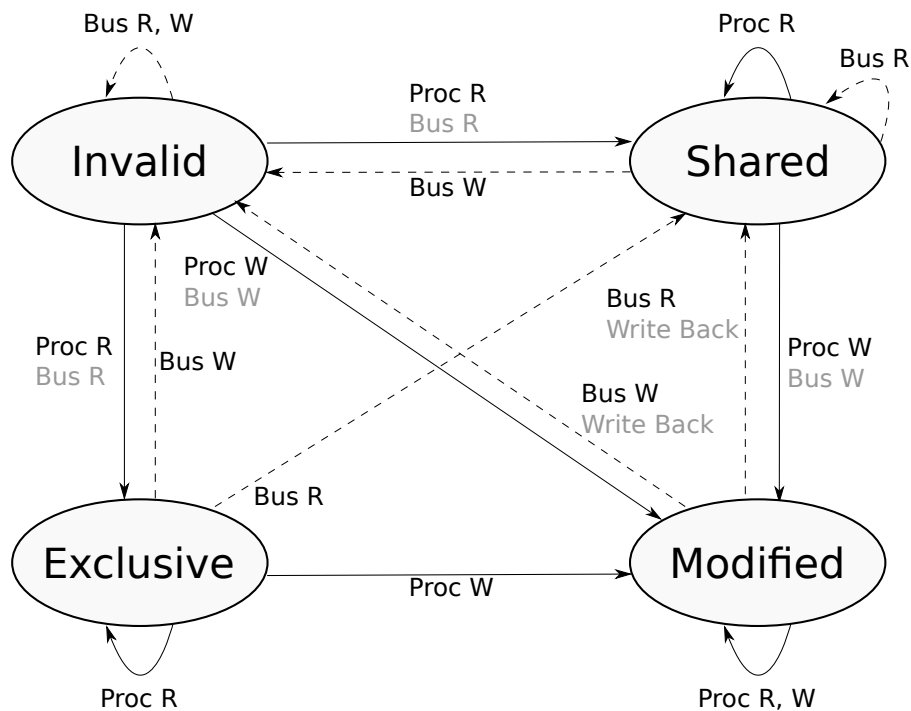 Bus R, W
Proc R
Bus R
Proc R
Bus R
Invalid
Shared
Bus W
Proc W
Bus W
Bus R
Write Back
Proc R
Bus R
Bus W
Proc W
Bus W
Bus W
Write Back
Bus R
Exclusive
Modified
Proc W
Proc R
Proc R, W